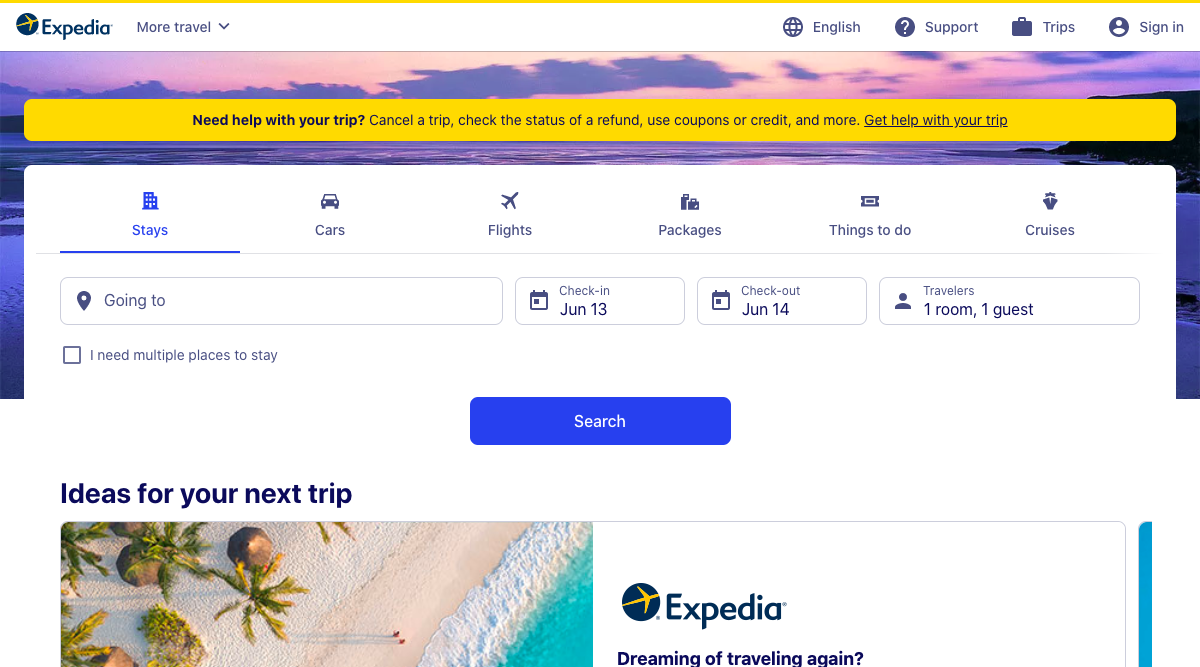 Expedia
More travel
English
Support
Trips
Sign in
Need help with your trip? Cancel a trip, check the status of a refund, use coupons or credit, and more. Get help with your trip
Stays
Cars
Flights
Packages
Things to do
Cruises
Going to
Check-in
Jun 13
Check-out
Jun 14
Travelers
1 room, 1 guest
I need multiple places to stay
Search
Ideas for your next trip
Expedia
Dreaming of traveling again?